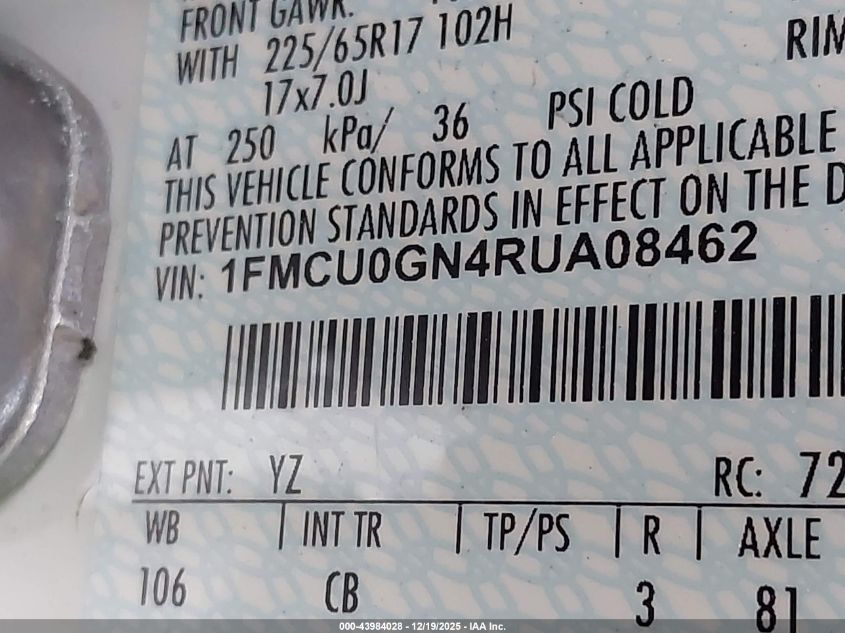 FRONT GAWR:
WITH 225/65R17 102H RIM
17x7.0J
AT 250 kPa/ 36 PSI COLD
THIS VEHICLE CONFORMS TO ALL APPLICABLE
PREVENTION STANDARDS IN EFFECT ON THE D
VIN: 1FMCU0GN4RUA08462
EXT PNT: YZ RC: 72
WB | INT TR | TP/PS | R | AXLE
106 CB 3 81
000-43984028 - 12/19/2025 - IAA Inc.